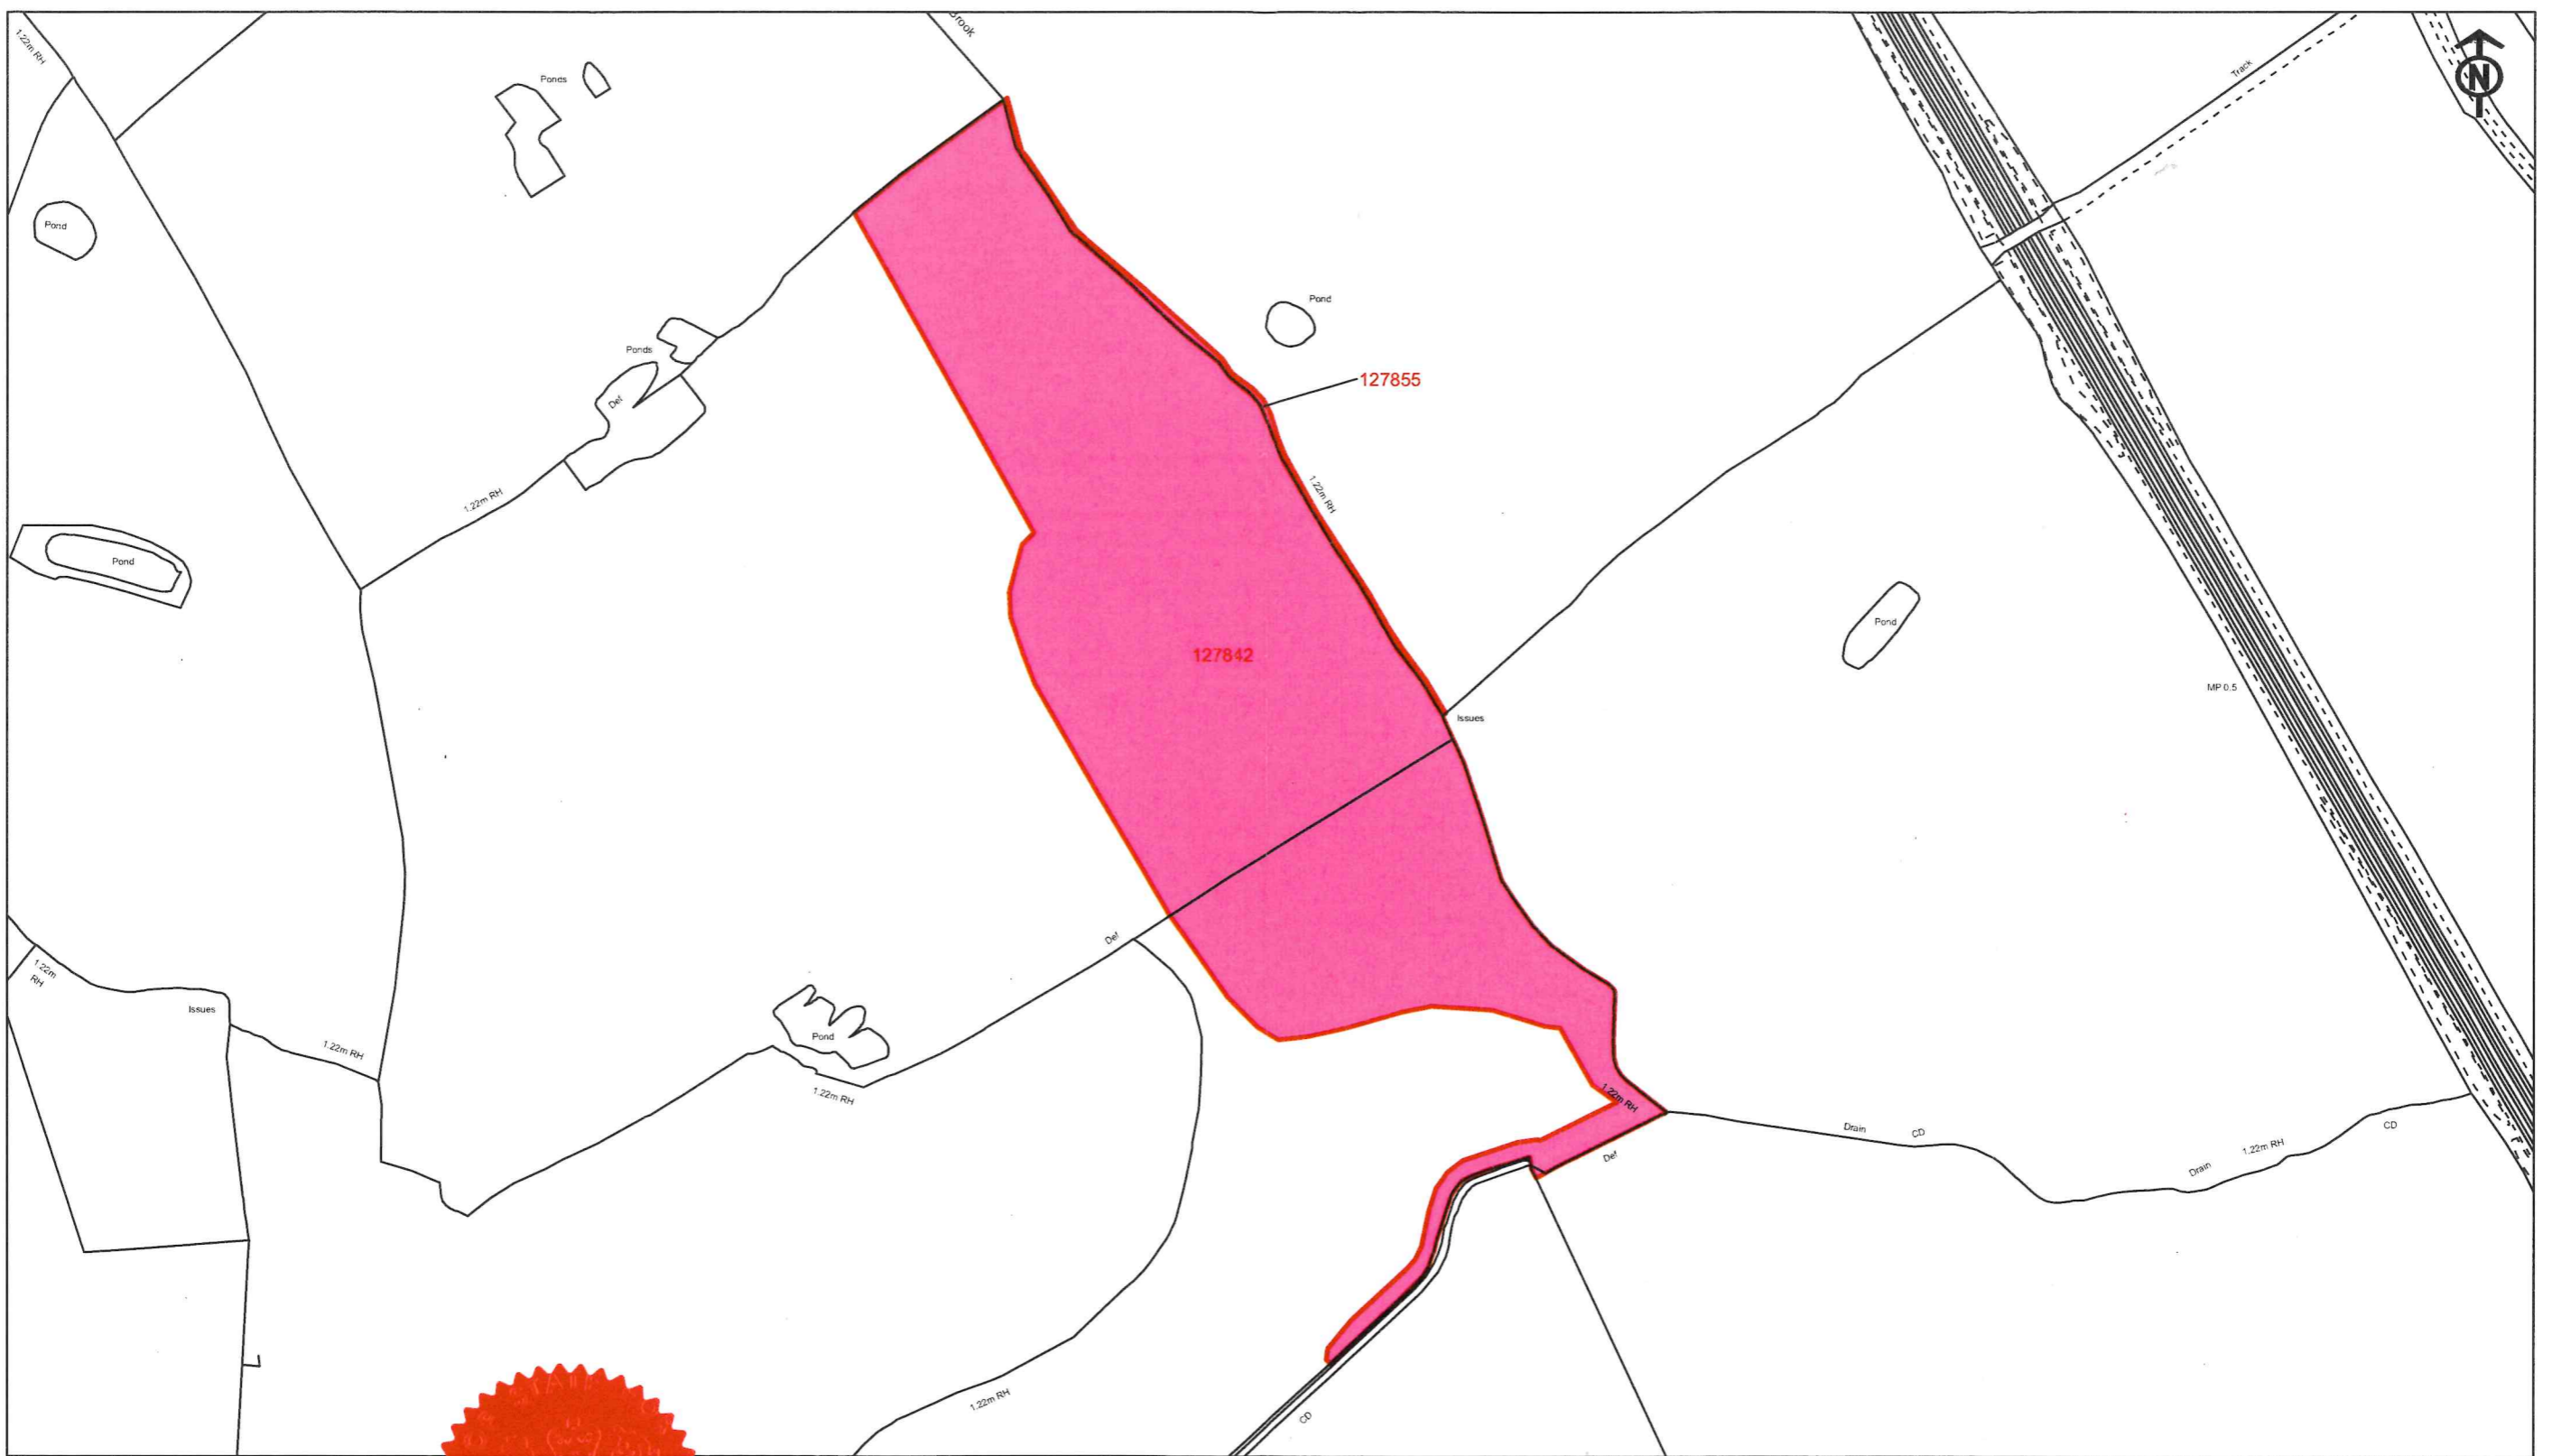 1.22m RH
Brook
Track
N
Ponds
Pond
Pond
Ponds
Def
127855
1.22m RH
1.22m RH
Pond
Pond
127842
MP 0.5
Issues
Def
1.22m
RH
Issues
Pond
1.22m RH
1.22m RH
1.22m RH
Drain
CD
CD
1.22m RH
Def
Drain
1.22m RH
CD